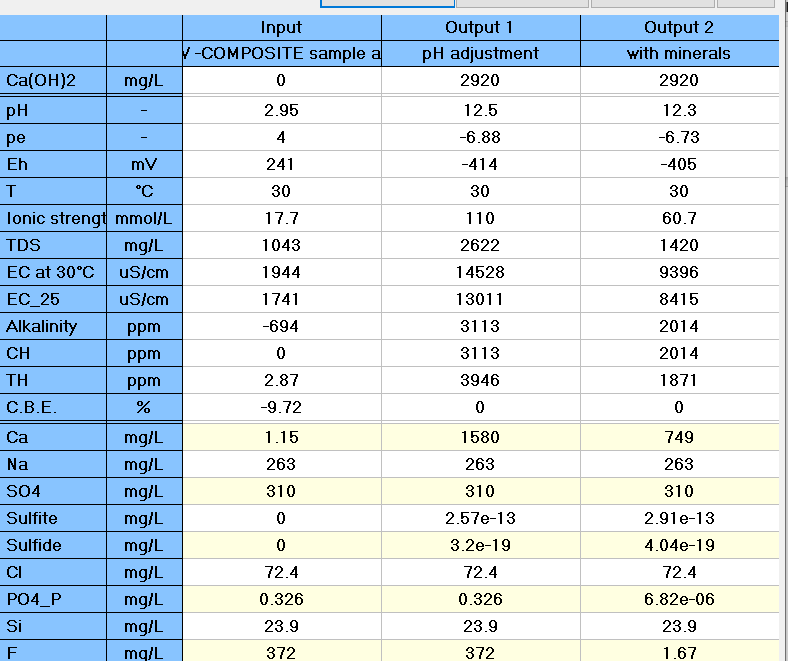 Input Output 1 Output 2
V -COMPOSITE sample a pH adjustment with minerals
Ca(OH)2 mg/L 0 2920 2920
pH - 2.95 12.5 12.3
pe - 4 -6.88 -6.73
Eh mV 241 -414 -405
T °C 30 30 30
Ionic strengt mmol/L 17.7 110 60.7
TDS mg/L 1043 2622 1420
EC at 30°C uS/cm 1944 14528 9396
EC_25 uS/cm 1741 13011 8415
Alkalinity ppm -694 3113 2014
CH ppm 0 3113 2014
TH ppm 2.87 3946 1871
C.B.E. % -9.72 0 0
Ca mg/L 1.15 1580 749
Na mg/L 263 263 263
SO4 mg/L 310 310 310
Sulfite mg/L 0 2.57e-13 2.91e-13
Sulfide mg/L 0 3.2e-19 4.04e-19
Cl mg/L 72.4 72.4 72.4
PO4_P mg/L 0.326 0.326 6.82e-06
Si mg/L 23.9 23.9 23.9
F mg/L 372 372 1.67